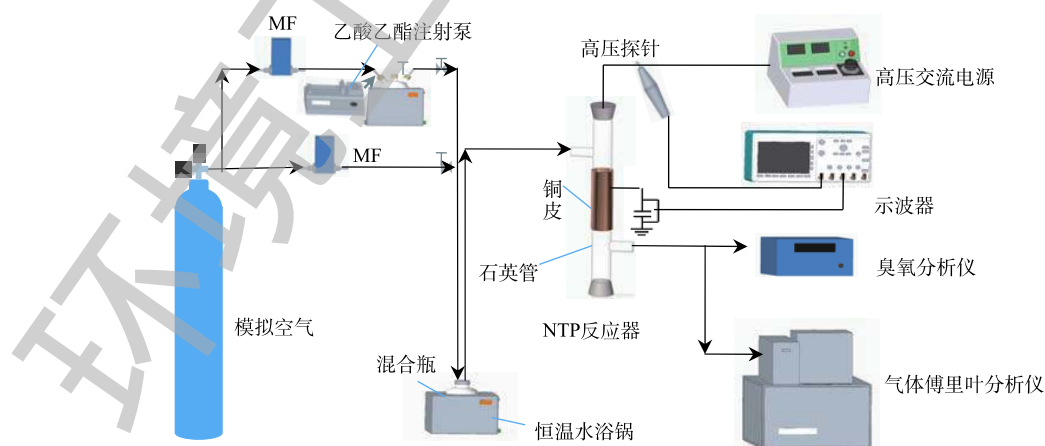 MF
乙酸乙酯注射泵
高压探针
高压交流电源
MF
铜
皮
示波器
石英管
臭氧分析仪
模拟空气
NTP反应器
混合瓶
气体傅里叶分析仪
恒温水浴锅
环境工